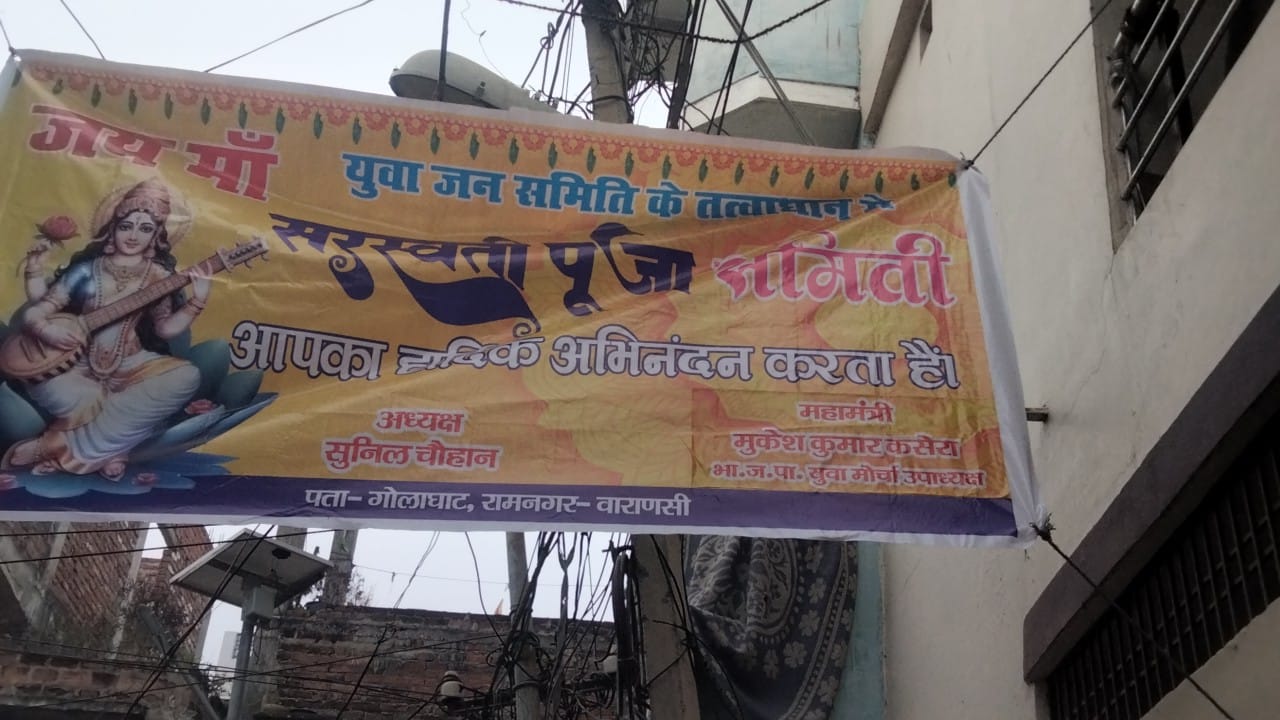 जय माँ
युवा जन समिति के तत्वाधान में
सरस्वती पूजा समिती
आपका हार्दिक अभिनंदन करता हैं।
अध्यक्ष
सुनिल चौहान
महामंत्री
मुकेश कुमार कसेरा
भा.ज.पा. युवा मोर्चा उपाध्यक्ष
पता- गोलाघाट, रामनगर- वाराणसी